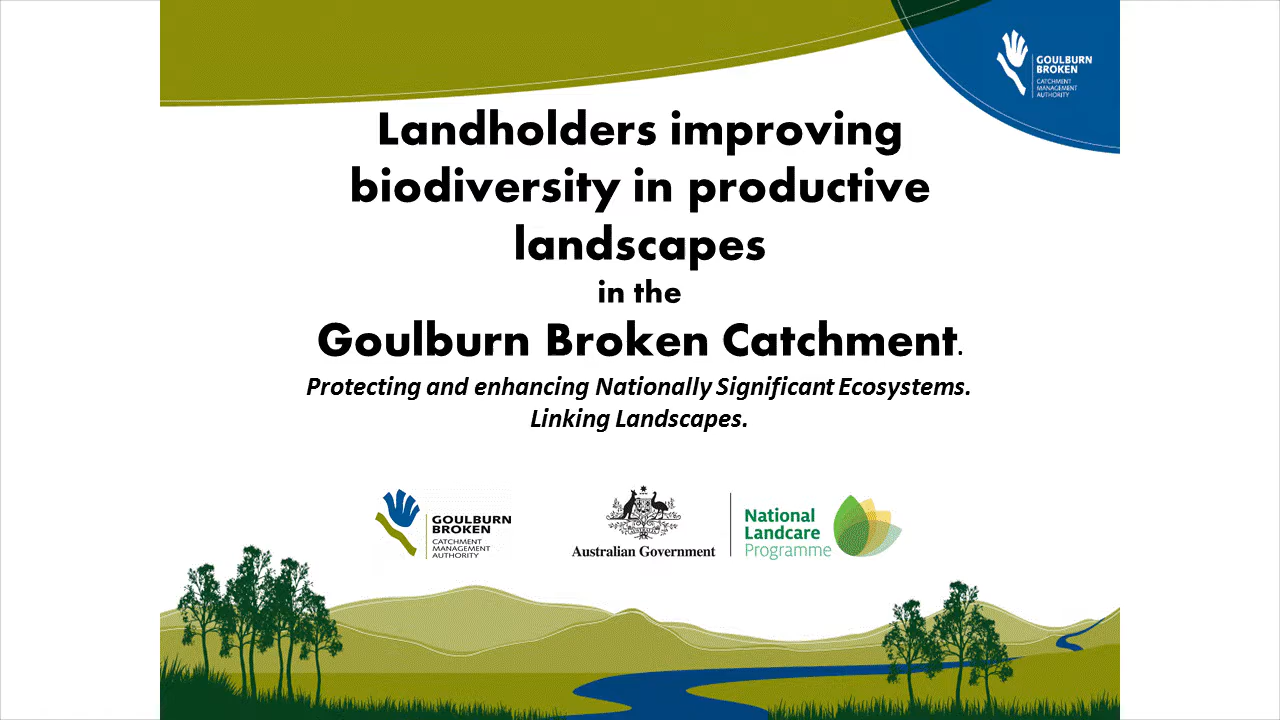 GOULBURN
BROKEN
CATCHMENT
MANAGEMENT
AUTHORITY
Landholders improving
biodiversity in productive
landscapes
in the
Goulburn Broken Catchment.
Protecting and enhancing Nationally Significant Ecosystems.
Linking Landscapes.
GOULBURN
BROKEN
CATCHMENT
MANAGEMENT
AUTHORITY
Australian Government
National
Landcare
Programme